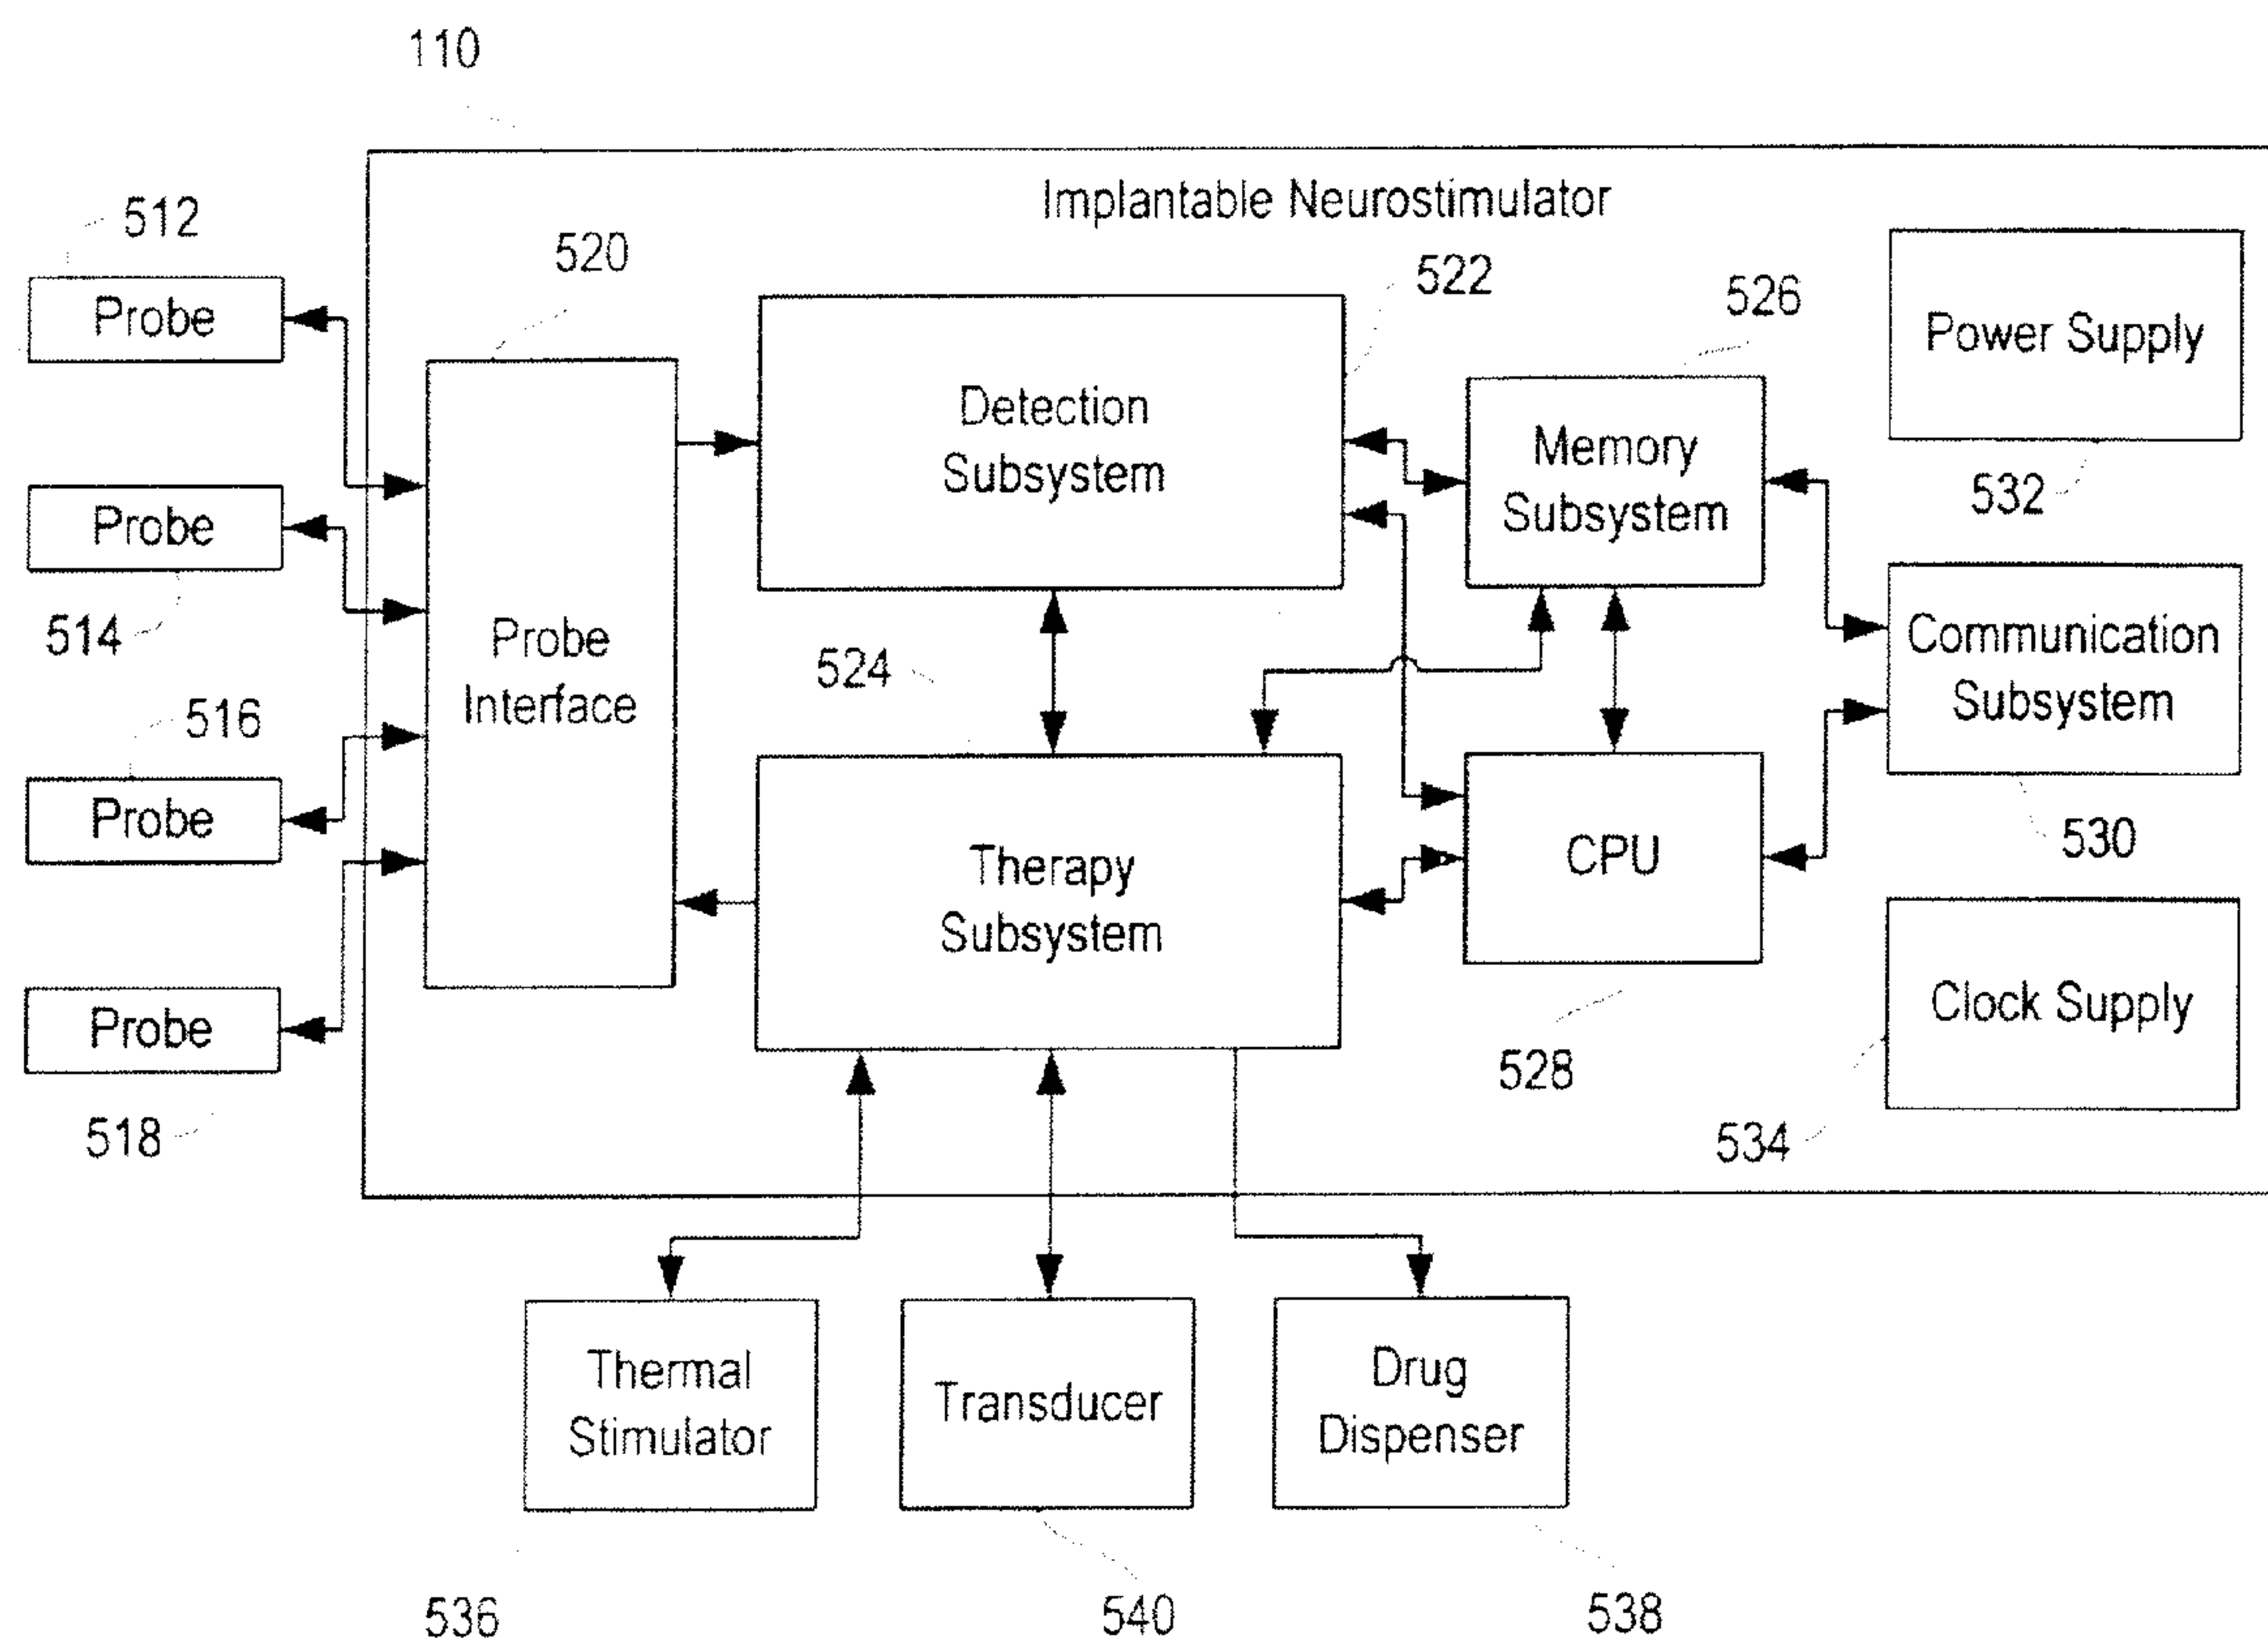 110
Implantable Neurostimulator
512
520
522
526
Probe
Power Supply
Detection
Subsystem
Memory
Subsystem
532
Probe
514
Probe
Interface
524
Communication
Subsystem
516
Probe
Therapy
Subsystem
CPU
530
Probe
Clock Supply
518
528
534
Thermal
Stimulator
Transducer
Drug
Dispenser
536
540
538